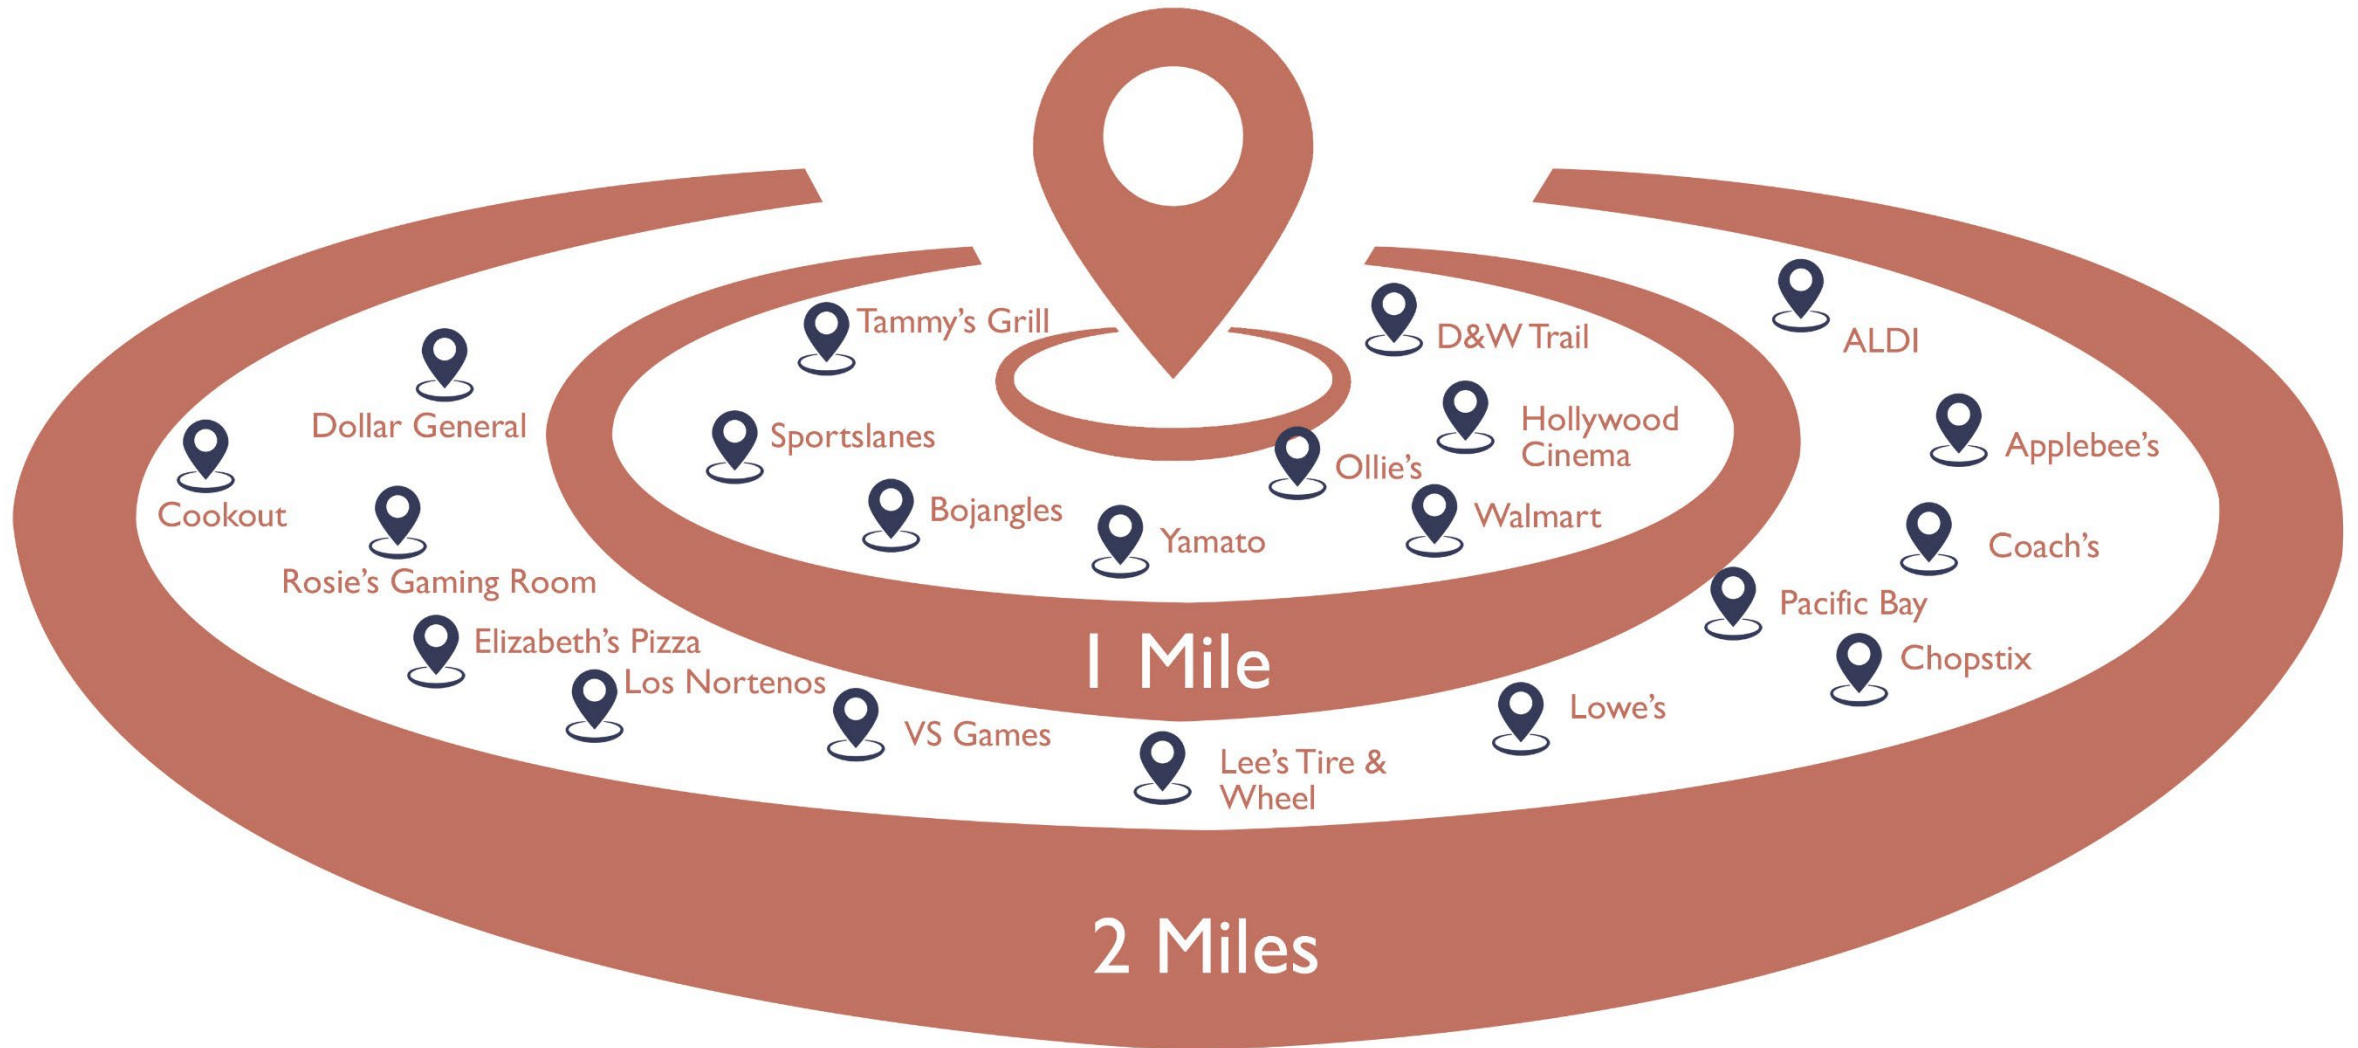 Tammy's Grill
D&W Trail
ALDI
Dollar General
Sportslanes
Hollywood
Cinema
Applebee's
Ollie's
Cookout
Bojangles
Yamato
Walmart
Coach's
Rosie's Gaming Room
Pacific Bay
Elizabeth's Pizza
Chopstix
Los Nortenos
1 Mile
Lowe's
VS Games
Lee's Tire &
Wheel
2 Miles